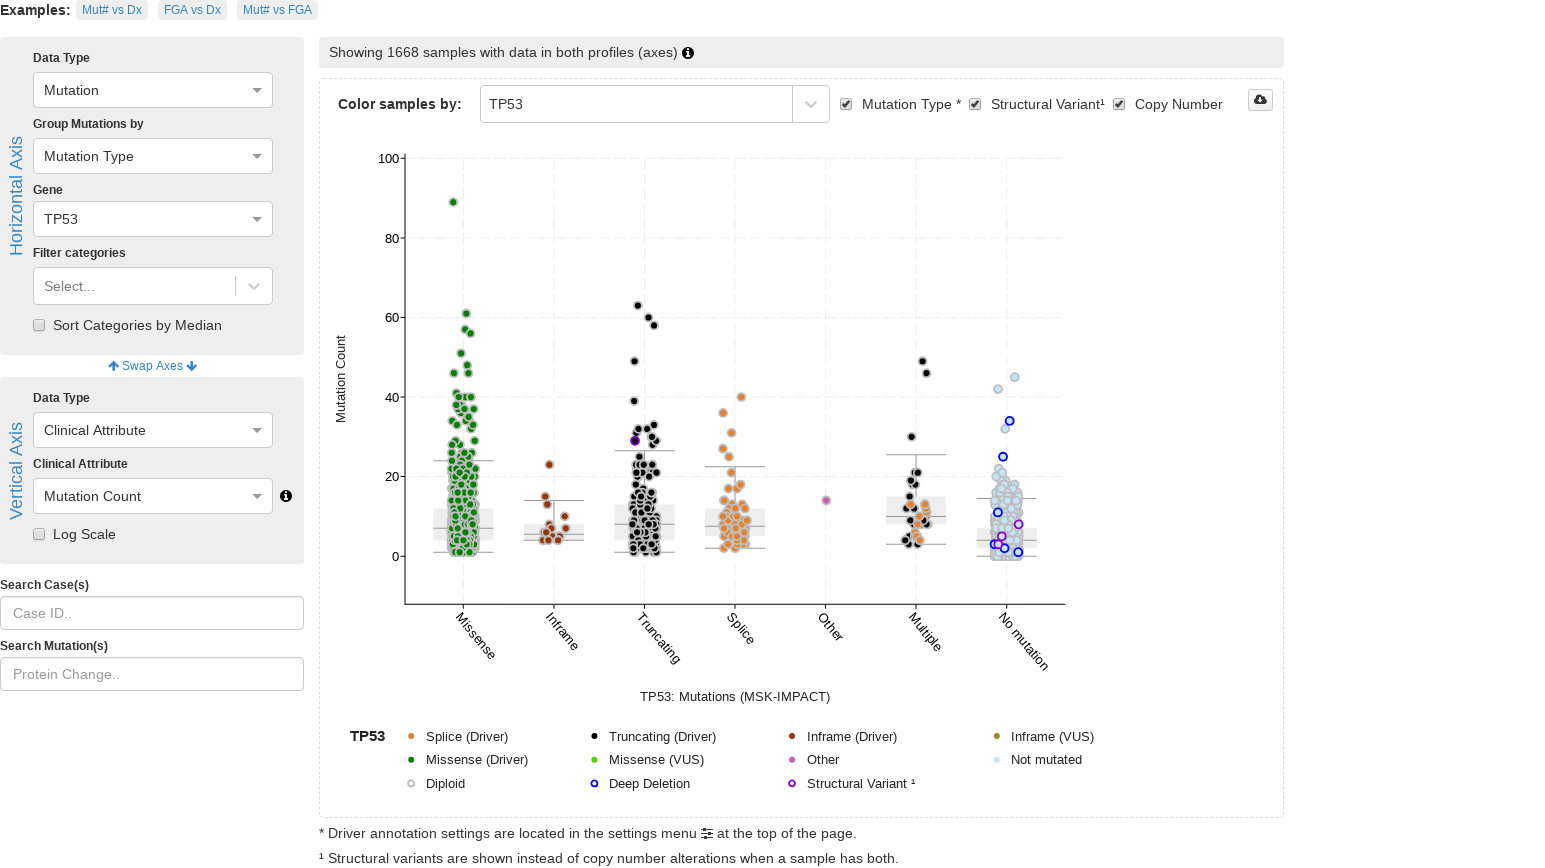 Examples: Mut# vs Dx FGA vs Dx Mut# vs FGA
Horizontal Axis
Data Type
Mutation
Group Mutations by
Mutation Type
Gene
TP53
Filter categories
Select...
Sort Categories by Median
Swap Axes
Vertical Axis
Data Type
Clinical Attribute
Clinical Attribute
Mutation Count
Log Scale
Search Case(s)
Case ID..
Search Mutation(s)
Protein Change..
Showing 1668 samples with data in both profiles (axes)
Color samples by: TP53 Mutation Type * Structural Variant¹ Copy Number
Mutation Count
100
80
60
40
20
0
Missense
Inframe
Truncating
Splice
Other
Multiple
No mutation
TP53: Mutations (MSK-IMPACT)
TP53 Splice (Driver) Truncating (Driver) Inframe (Driver) Inframe (VUS)
Missense (Driver) Missense (VUS) Other Not mutated
Diploid Deep Deletion Structural Variant ¹
* Driver annotation settings are located in the settings menu at the top of the page.
¹ Structural variants are shown instead of copy number alterations when a sample has both.